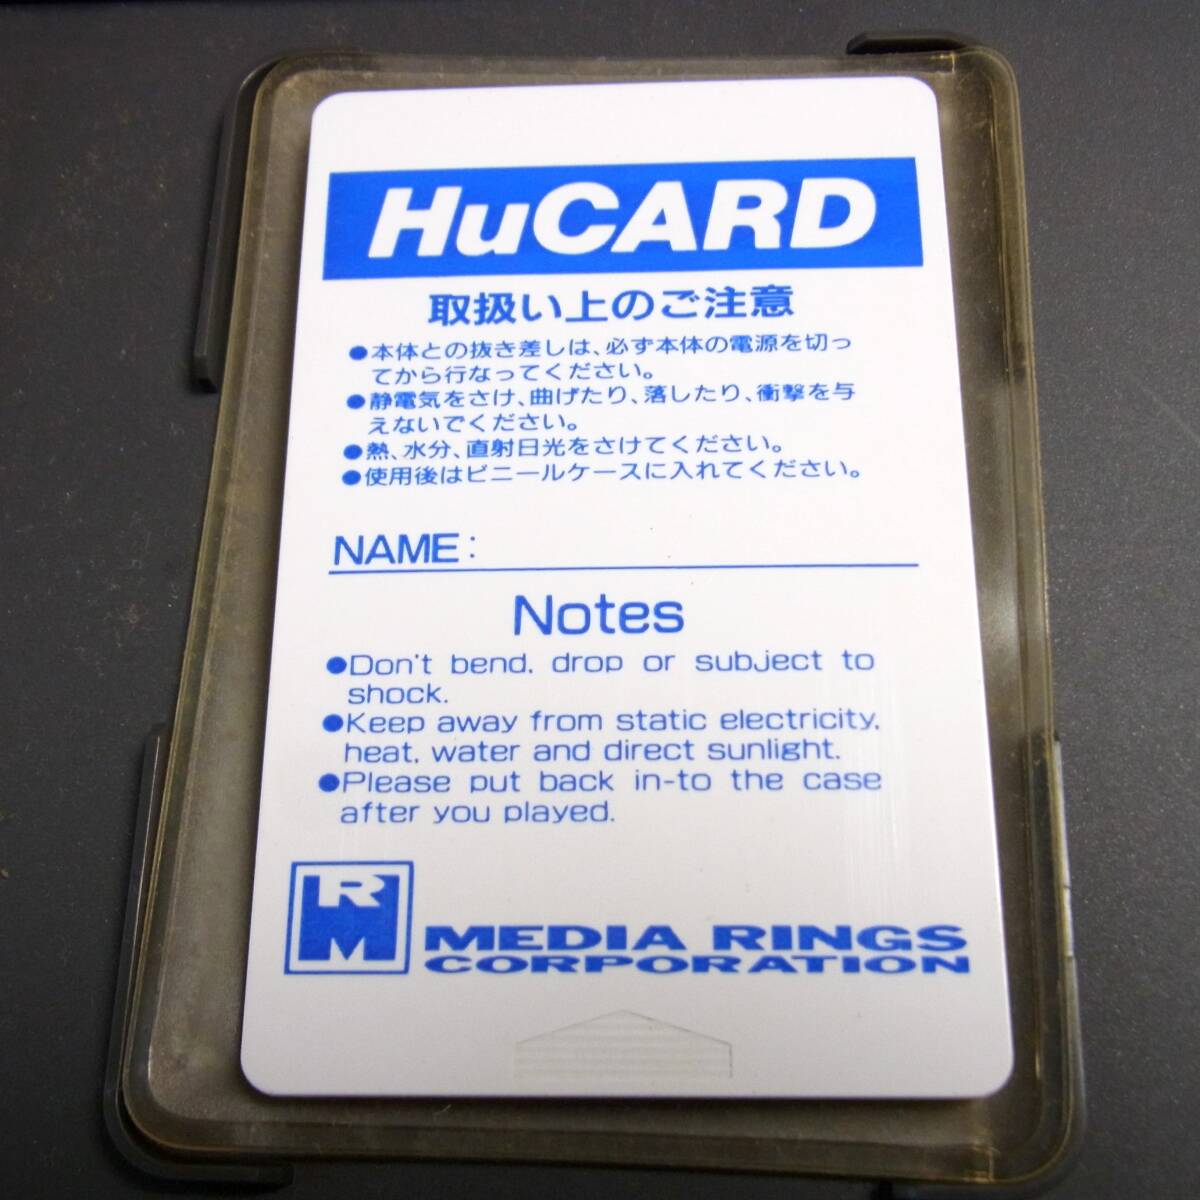 HuCARD
取扱い上のご注意
●本体との抜き差しは、必ず本体の電源を切っ
てから行なってください。
●静電気をさけ、曲げたり、落したり、衝撃を与
えないでください。
●熱、水分、直射日光をさけてください。
●使用後はビニールケースに入れてください。
NAME:
Notes
●Don't bend. drop or subject to
shock.
●Keep away from static electricity.
heat, water and direct sunlight.
●Please put back in-to the case
after you played.
RM
MEDIA RINGS
CORPORATION